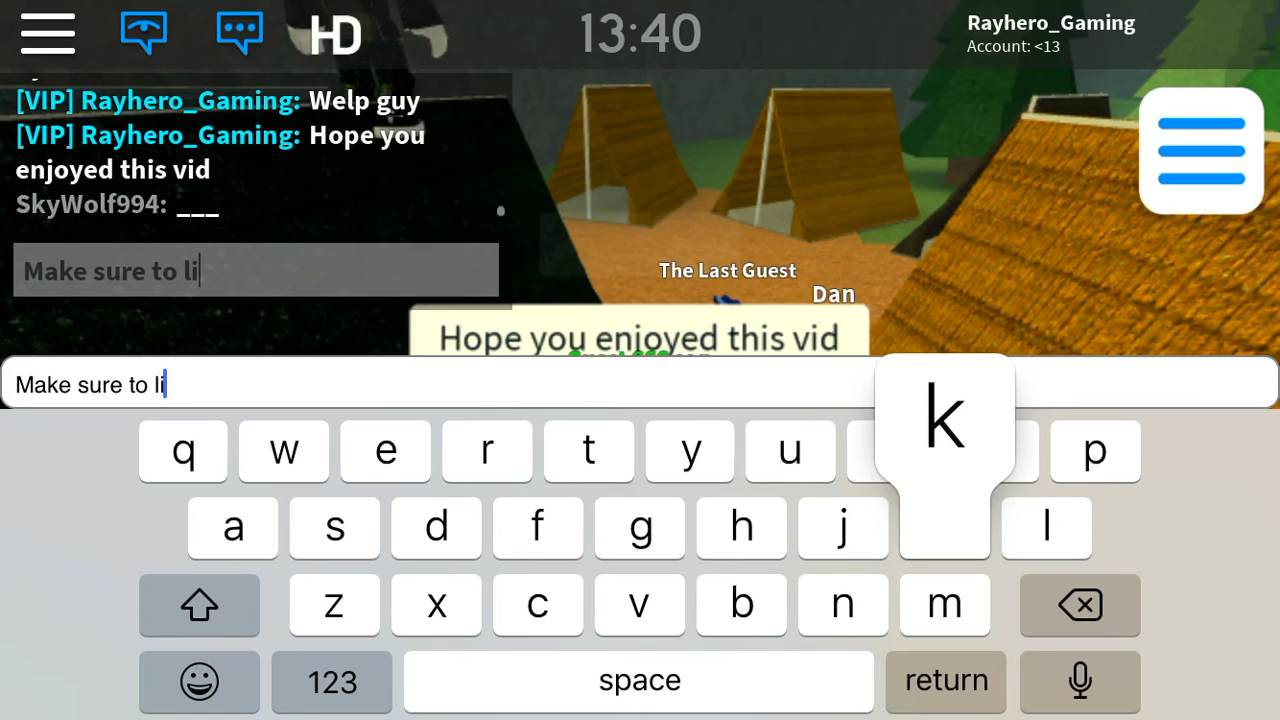 HD
13:40
Rayhero_Gaming
Account: <13
[VIP] Rayhero_Gaming: Welp guy
[VIP] Rayhero_Gaming: Hope you
enjoyed this vid
SkyWolf994: ___
Make sure to li
The Last Guest
Dan
Hope you enjoyed this vid
Make sure to li
k
q w e r t y u p
a s d f g h j l
z x c v b n m
123 space return